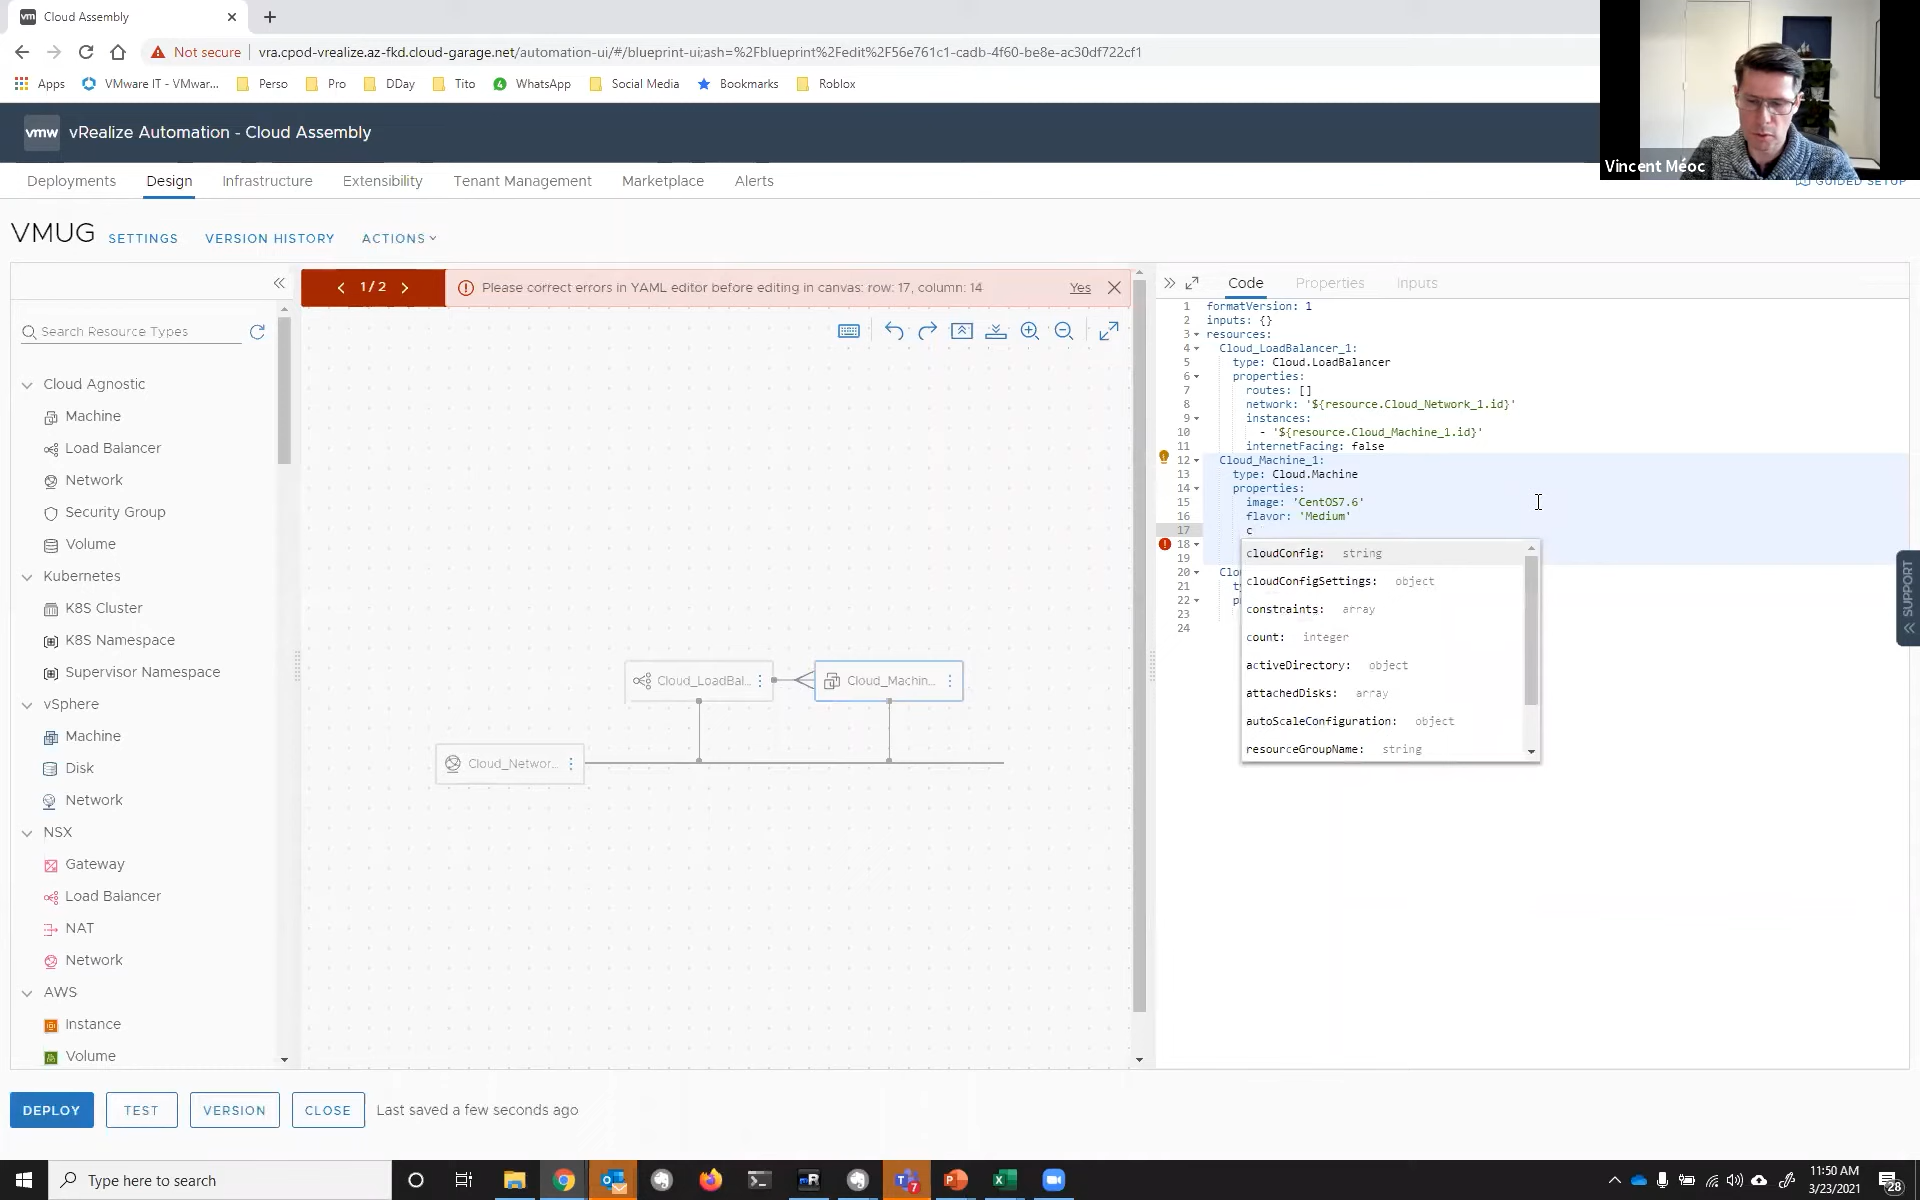 vm Cloud Assembly
Not secure vra.cpod-vrealize.az-fkd.cloud-garage.net/automation-ui/#/blueprint-ui;ash=%2Fblueprint%2Fedit%2F56e761c1-cadb-4f60-be8e-ac30df722cf1
Apps VMware IT - VMwar... Perso Pro DDay Tito WhatsApp Social Media Bookmarks Roblox
vmw vRealize Automation - Cloud Assembly
Vincent Méoc
Deployments Design Infrastructure Extensibility Tenant Management Marketplace Alerts
GUIDED SETUP
VMUG SETTINGS VERSION HISTORY ACTIONS
1 / 2 Please correct errors in YAML editor before editing in canvas: row: 17, column: 14 Yes
Code Properties Inputs
Search Resource Types
Cloud Agnostic
Machine
Load Balancer
Network
Security Group
Volume
Kubernetes
K8S Cluster
K8S Namespace
Supervisor Namespace
vSphere
Machine
Disk
Network
NSX
Gateway
Load Balancer
NAT
Network
AWS
Instance
Volume
Cloud_LoadBal...
Cloud_Machin...
Cloud_Networ...
1 formatVersion: 1
2 inputs: {}
3 resources:
4 Cloud_LoadBalancer_1:
5 type: Cloud.LoadBalancer
6 properties:
7 routes: []
8 network: '${resource.Cloud_Network_1.id}'
9 instances:
10 - '${resource.Cloud_Machine_1.id}'
11 internetFacing: false
12 Cloud_Machine_1:
13 type: Cloud.Machine
14 properties:
15 image: 'CentOS7.6'
16 flavor: 'Medium'
17 c
18
19
20 Clo
21 ty
22 p
23
24
cloudConfig: string
cloudConfigSettings: object
constraints: array
count: integer
activeDirectory: object
attachedDisks: array
autoScaleConfiguration: object
resourceGroupName: string
SUPPORT
DEPLOY TEST VERSION CLOSE Last saved a few seconds ago
Type here to search
11:50 AM
3/23/2021
28